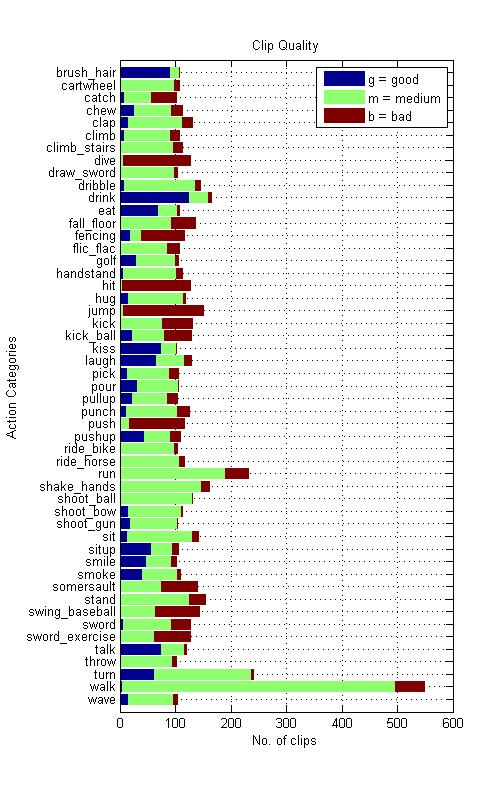 Clip Quality
g = good
m = medium
b = bad
Action Categories
brush_hair
cartwheel
catch
chew
clap
climb
climb_stairs
dive
draw_sword
dribble
drink
eat
fall_floor
fencing
flic_flac
golf
handstand
hit
hug
jump
kick
kick_ball
kiss
laugh
pick
pour
pullup
punch
push
pushup
ride_bike
ride_horse
run
shake_hands
shoot_ball
shoot_bow
shoot_gun
sit
situp
smile
smoke
somersault
stand
swing_baseball
sword
sword_exercise
talk
throw
turn
walk
wave
0 100 200 300 400 500 600
No. of clips